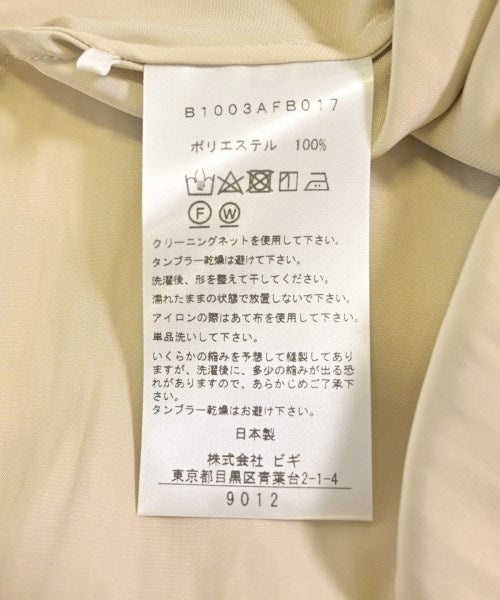 B1003AFB017
ポリエステル 100%
F W
クリーニングネットを使用して下さい。
タンブラー乾燥は避けて下さい。
洗濯後、形を整えて干してください。
濡れたままの状態で放置しないで下さい。
アイロンの際はあて布を使用して下さい。
単品洗いして下さい。
いくらかの縮みを予想して縫製してあり
ますが、洗濯後に、多少の縮みが出る恐
れがありますので、あらかじめご了承下
さい。
タンブラー乾燥はお避け下さい。
日本製
株式会社 ビギ
東京都目黒区青葉台2-1-4
9012